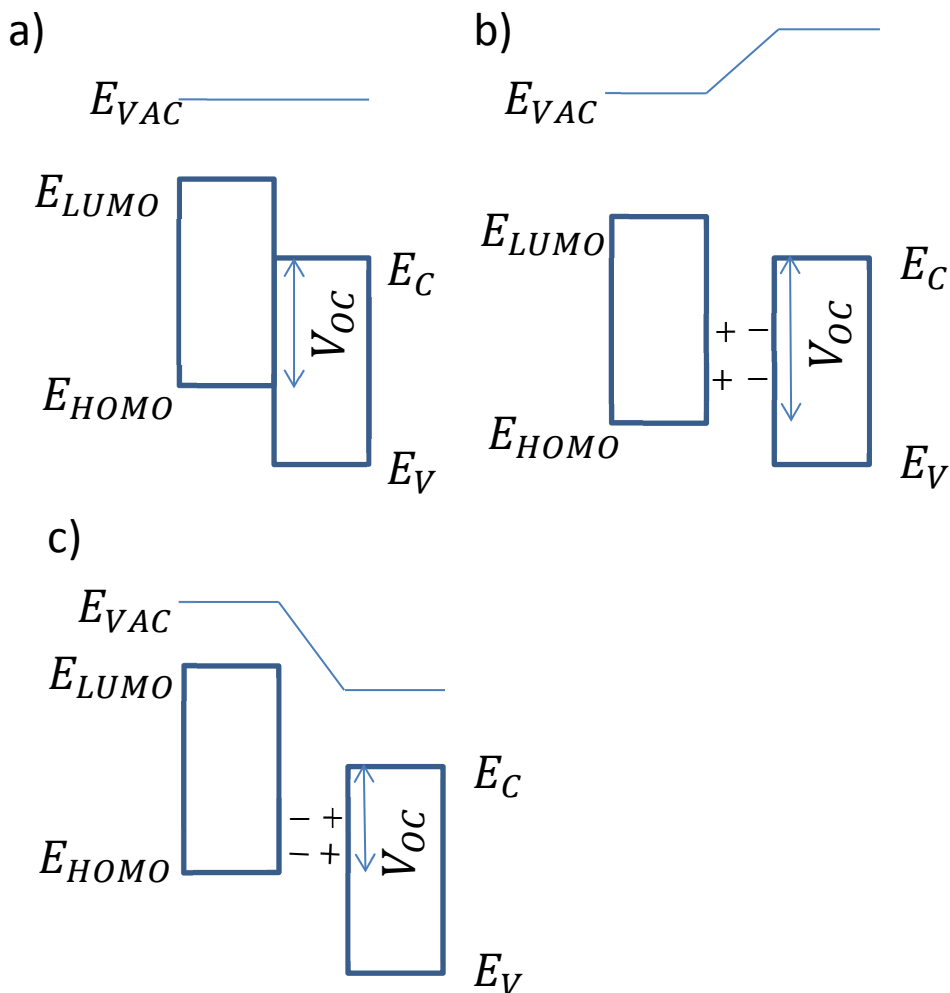 a)
E_VAC
E_LUMO
E_C
V_OC
E_HOMO
E_V
b)
E_VAC
E_LUMO
E_C
+ −
V_OC
+ −
E_HOMO
E_V
c)
E_VAC
E_LUMO
E_C
− +
V_OC
− +
E_HOMO
E_V